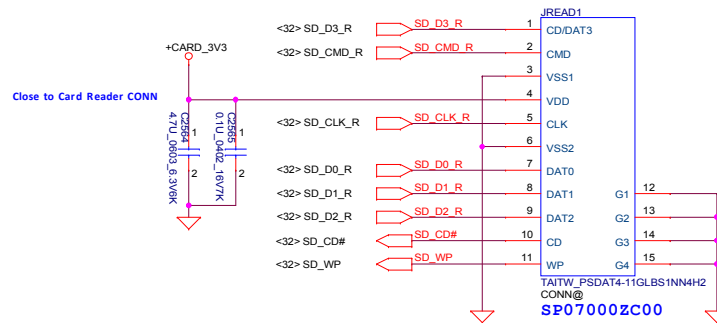 JREAD1
<32> SD_D3_R SD_D3_R 1 CD/DAT3
+CARD_3V3
<32> SD_CMD_R SD_CMD_R 2 CMD
3 VSS1
Close to Card Reader CONN
4 VDD
<32> SD_CLK_R SD_CLK_R 5 CLK
C2564
4.7U_0603_6.3V6K
1
2
C2565
0.1U_0402_16V7K
1
2
6 VSS2
<32> SD_D0_R SD_D0_R 7 DAT0
<32> SD_D1_R SD_D1_R 8 DAT1 G1 12
<32> SD_D2_R SD_D2_R 9 DAT2 G2 13
<32> SD_CD# SD_CD# 10 CD G3 14
<32> SD_WP SD_WP 11 WP G4 15
TAITW_PSDAT4-11GLBS1NN4H2
CONN@
SP07000ZC00